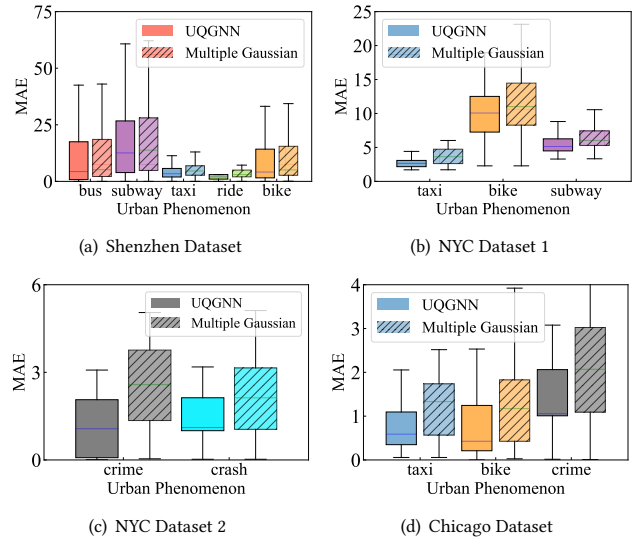 75
50
25
0
MAE
UQGNN
Multiple Gaussian
bus subway taxi ride bike
Urban Phenomenon
(a) Shenzhen Dataset
25
20
15
10
5
0
MAE
UQGNN
Multiple Gaussian
taxi bike subway
Urban Phenomenon
(b) NYC Dataset 1
6
3
0
MAE
UQGNN
Multiple Gaussian
crime crash
Urban Phenomenon
(c) NYC Dataset 2
4
3
2
1
0
MAE
UQGNN
Multiple Gaussian
taxi bike crime
Urban Phenomenon
(d) Chicago Dataset